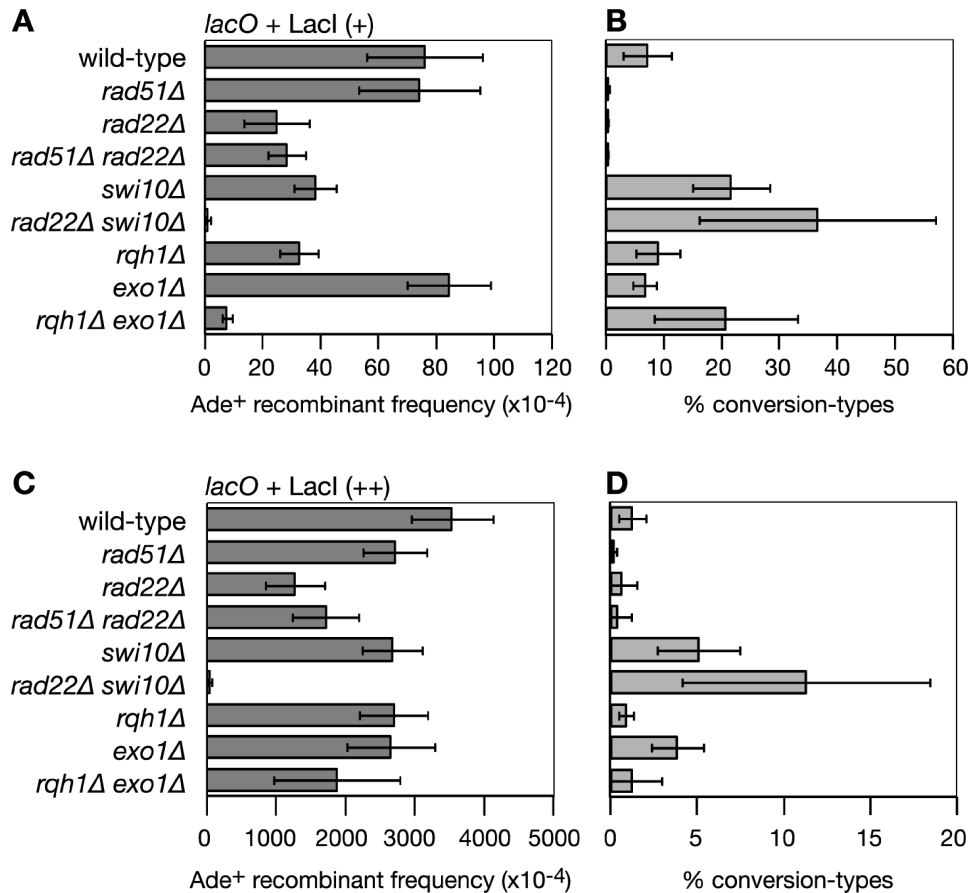 A
lacO + LacI (+)
B
wild-type
rad51Δ
rad22Δ
rad51Δ rad22Δ
swi10Δ
rad22Δ swi10Δ
rqh1Δ
exo1Δ
rqh1Δ exo1Δ
0 20 40 60 80 100 120
0 10 20 30 40 50 60
Ade⁺ recombinant frequency (x10⁻⁴)
% conversion-types
C
lacO + LacI (++)
D
wild-type
rad51Δ
rad22Δ
rad51Δ rad22Δ
swi10Δ
rad22Δ swi10Δ
rqh1Δ
exo1Δ
rqh1Δ exo1Δ
0 1000 2000 3000 4000 5000
0 5 10 15 20
Ade⁺ recombinant frequency (x10⁻⁴)
% conversion-types